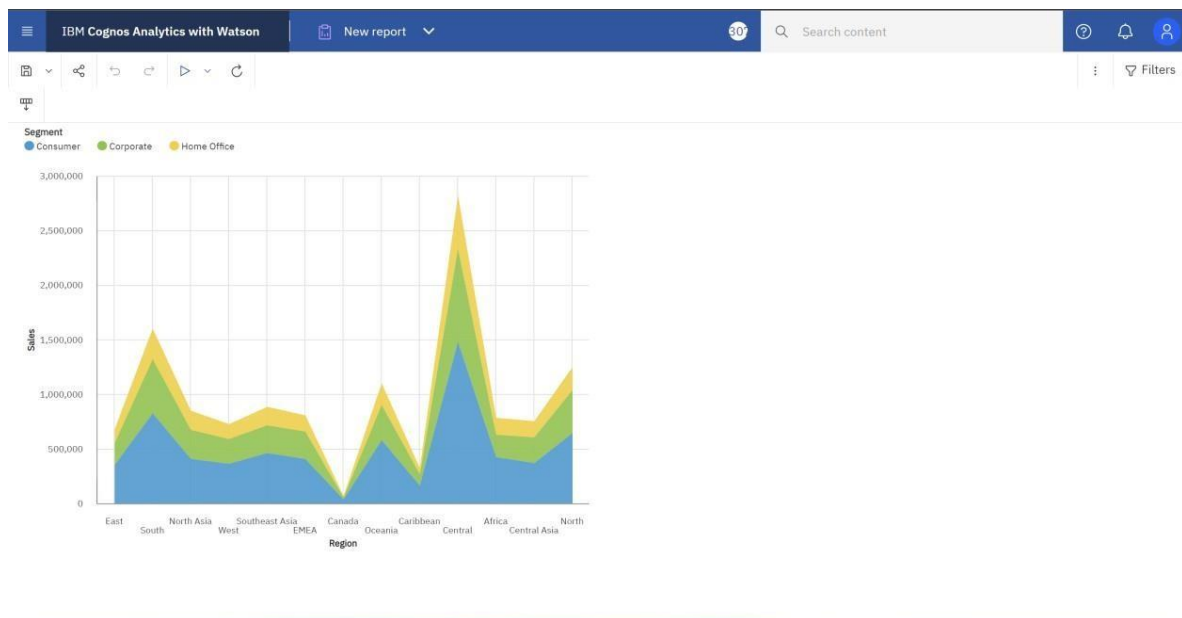 IBM Cognos Analytics with Watson New report Search content
Filters
Segment
Consumer Corporate Home Office
3,000,000
2,500,000
2,000,000
1,500,000
1,000,000
500,000
0
Sales
East North Asia Southeast Asia Canada Caribbean Africa North
South West EMEA Oceania Central Central Asia
Region